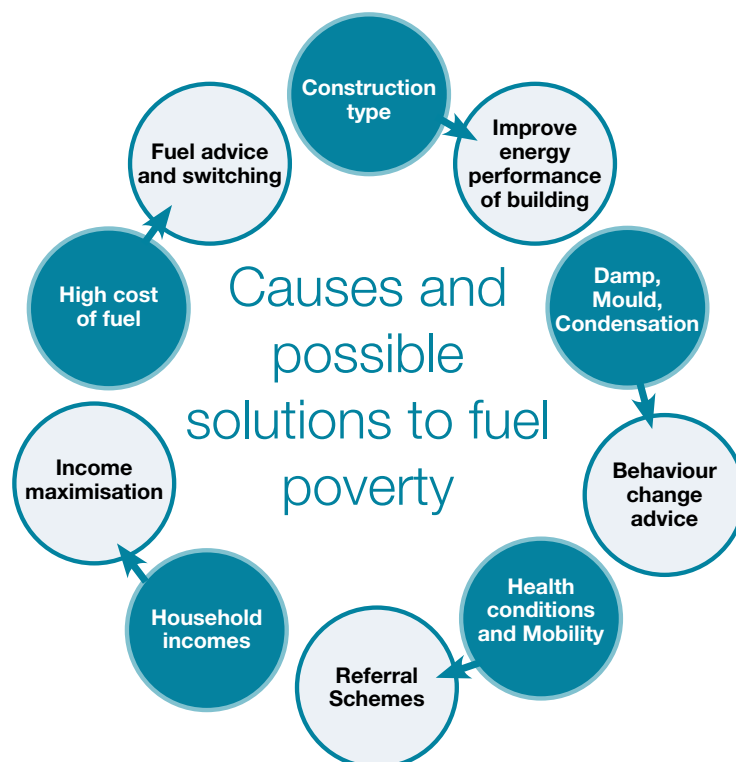 Construction
type
Improve
energy
performance
of building
Damp,
Mould,
Condensation
Behaviour
change
advice
Health
conditions
and Mobility
Referral
Schemes
Household
incomes
Income
maximisation
High cost
of fuel
Fuel advice
and switching
Causes and
possible
solutions to fuel
poverty